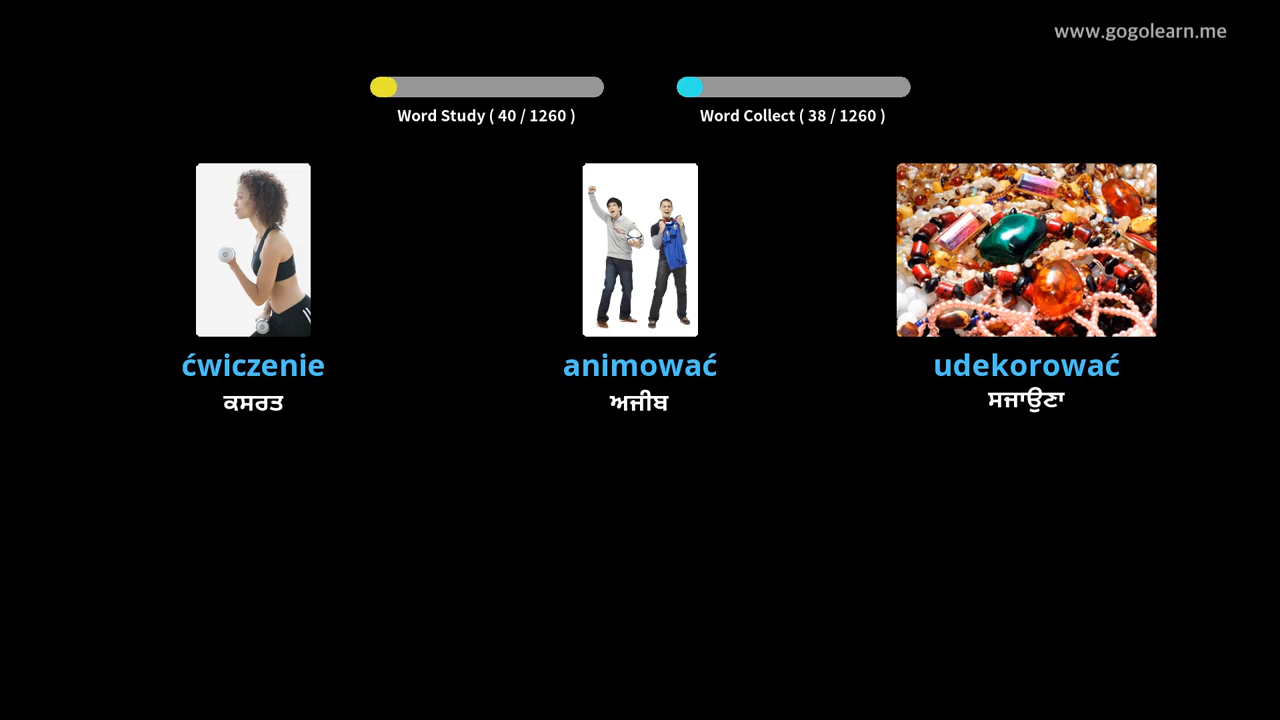 www.gogolearn.me
Word Study ( 40 / 1260 )
Word Collect ( 38 / 1260 )
ćwiczenie
ਕਸਰਤ
animować
ਅਜੀਬ
udekorować
ਸਜਾਉਣਾ